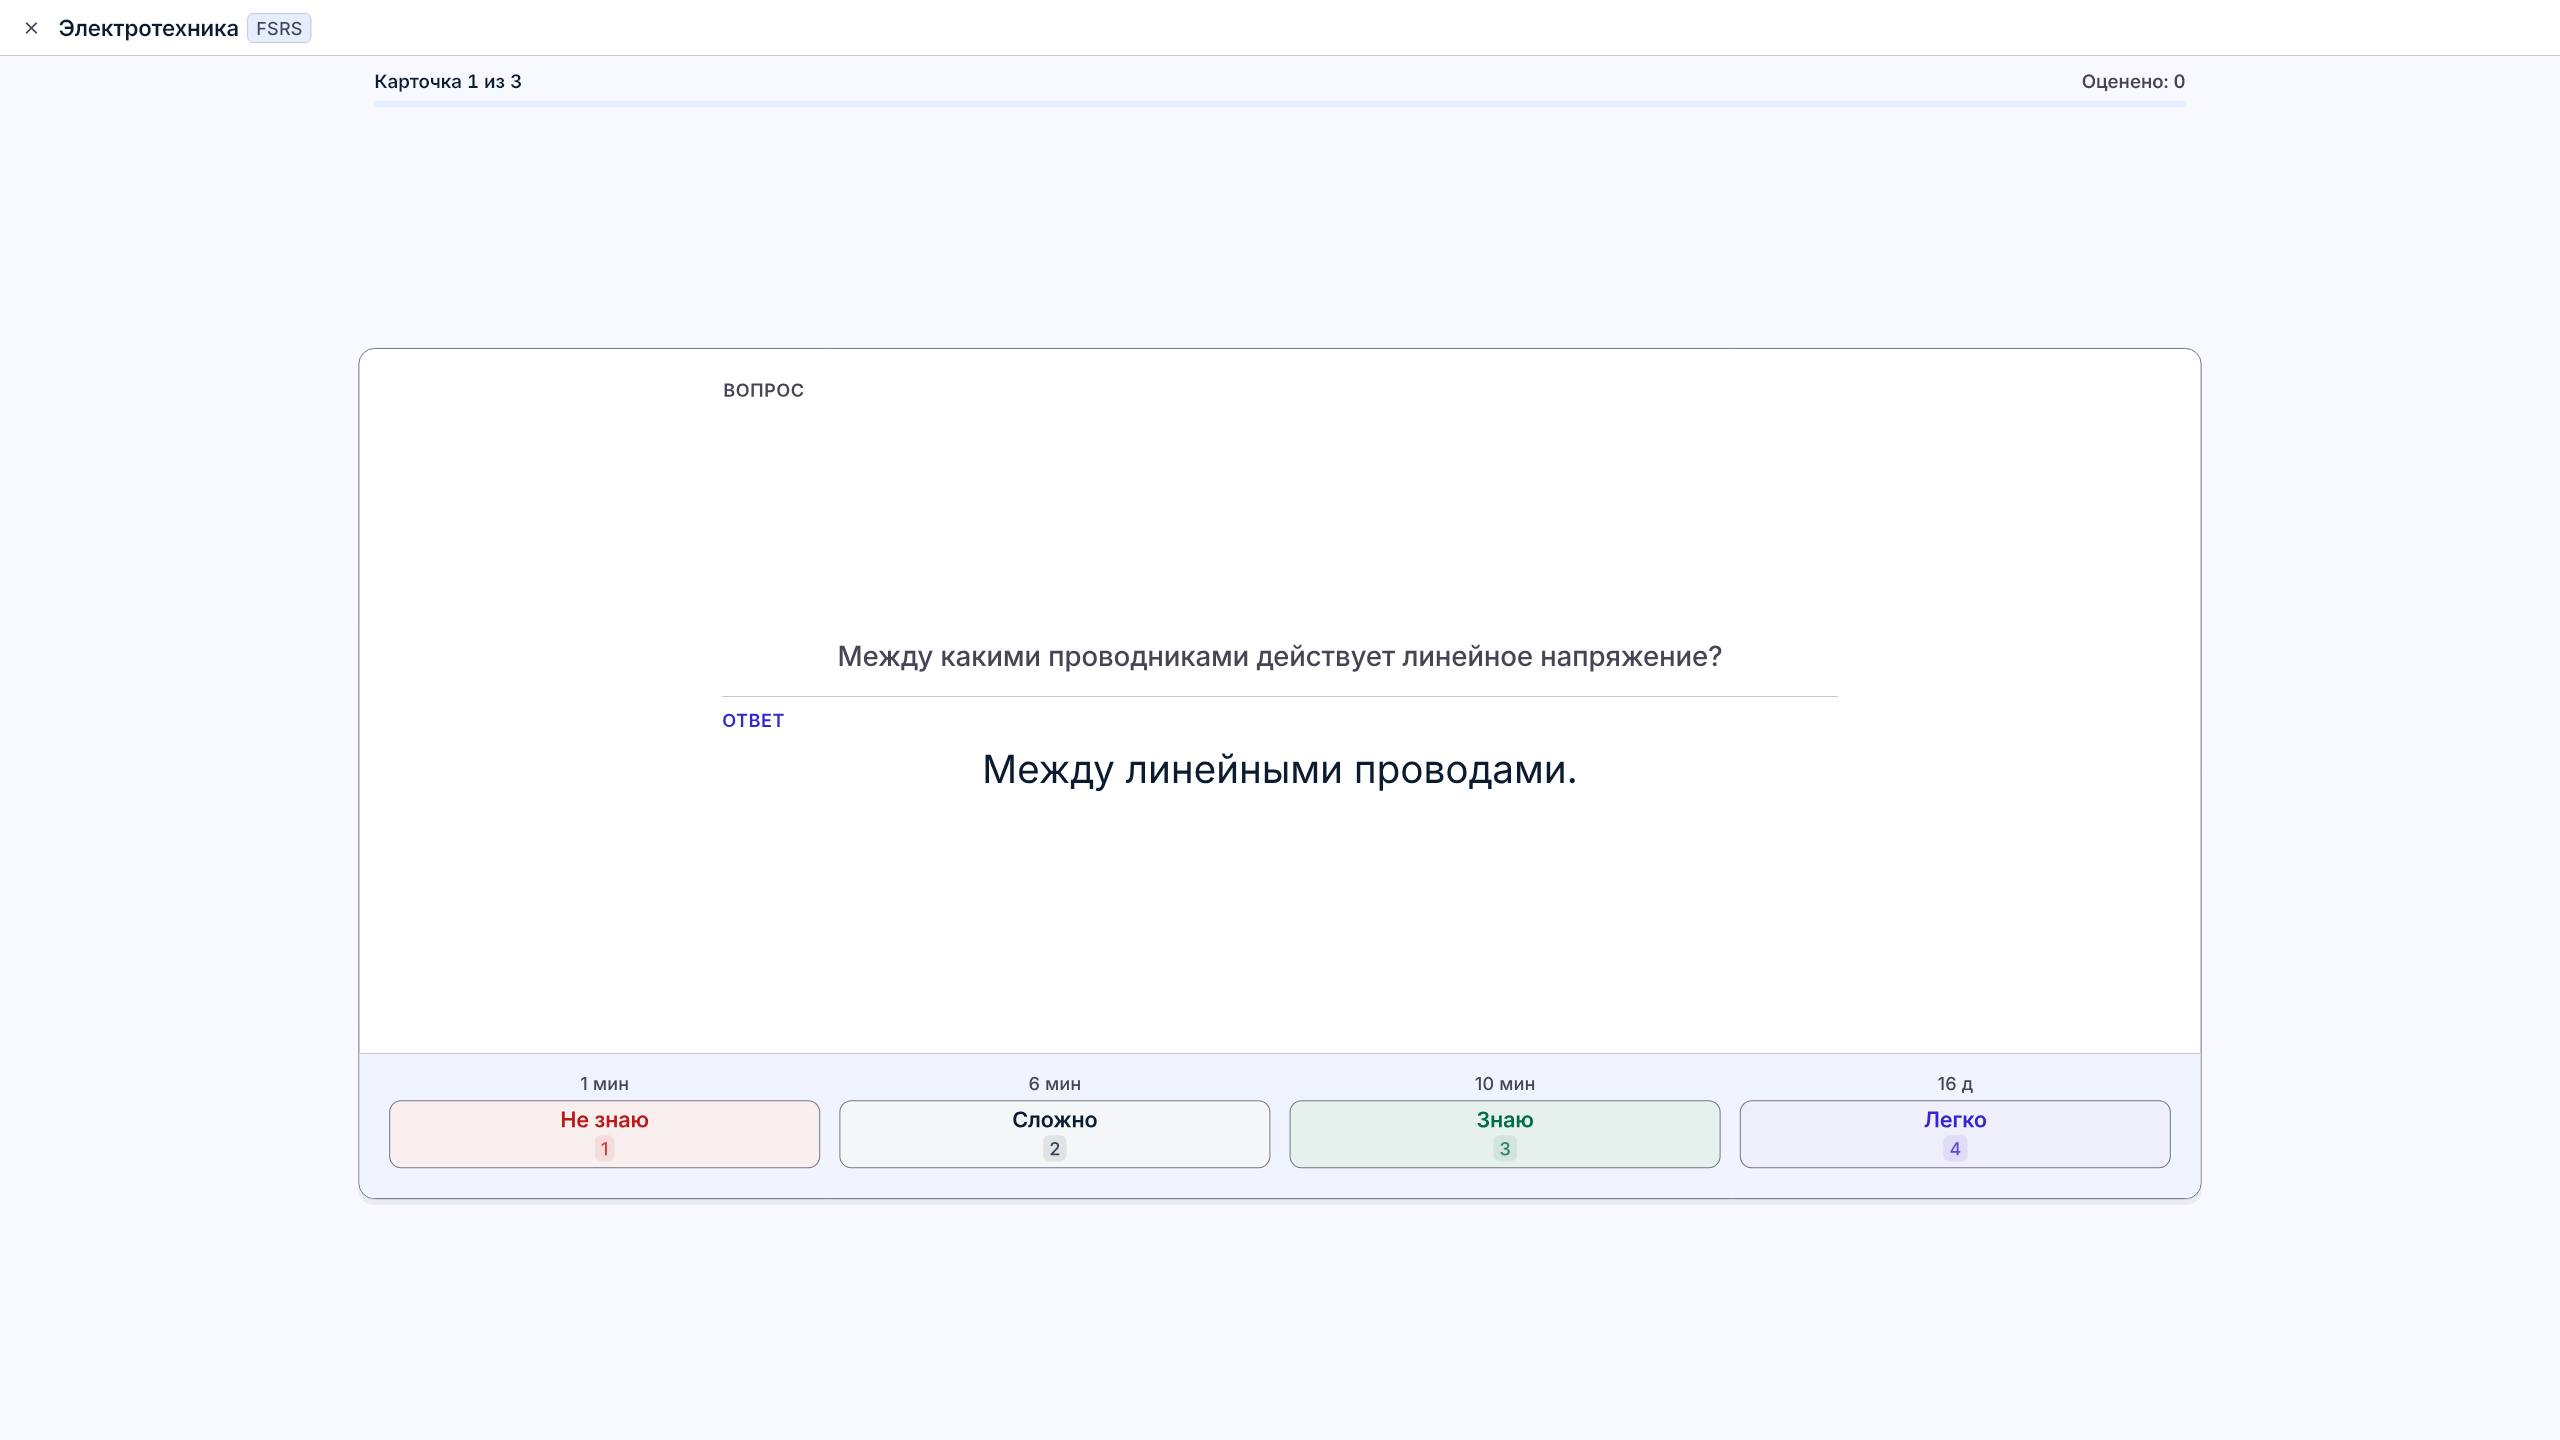 Электротехника FSRS
Карточка 1 из 3
Оценено: 0
ВОПРОС
Между какими проводниками действует линейное напряжение?
ОТВЕТ
Между линейными проводами.
1 мин
Не знаю
1
6 мин
Сложно
2
10 мин
Знаю
3
16 д
Легко
4